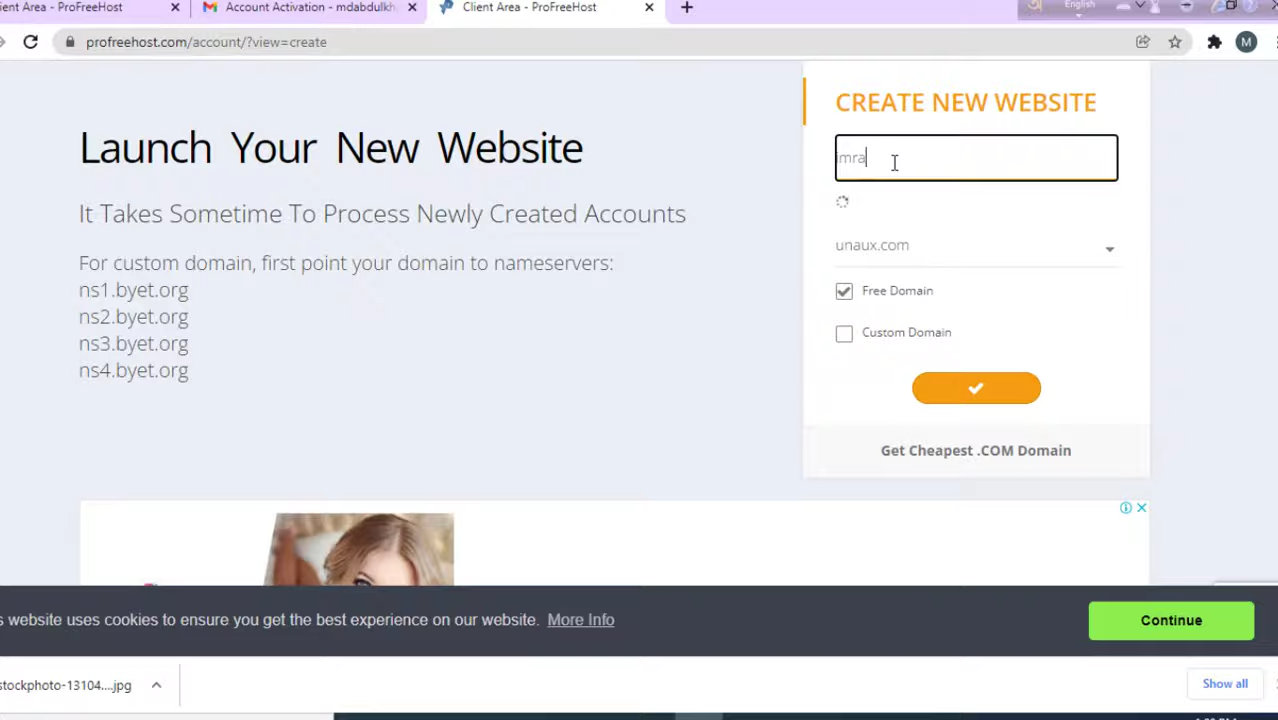 ient Area - ProFreeHost
Account Activation - mdabdulkh
Client Area - ProFreeHost
English
profreehost.com/account/?view=create
M
CREATE NEW WEBSITE
imra
Launch Your New Website
It Takes Sometime To Process Newly Created Accounts
unaux.com
For custom domain, first point your domain to nameservers:
ns1.byet.org
Free Domain
ns2.byet.org
Custom Domain
ns3.byet.org
ns4.byet.org
Get Cheapest .COM Domain
s website uses cookies to ensure you get the best experience on our website. More Info
Continue
stockphoto-13104....jpg
Show all